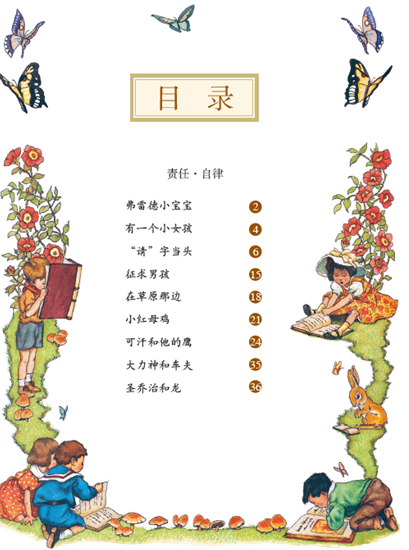 目 录
责任·自律
弗雷德小宝宝 2
有一个小女孩 4
“请”字当头 6
征求男孩 15
在草原那边 18
小红母鸡 21
可汗和他的鹰 24
大力神和车夫 35
圣乔治和龙 36